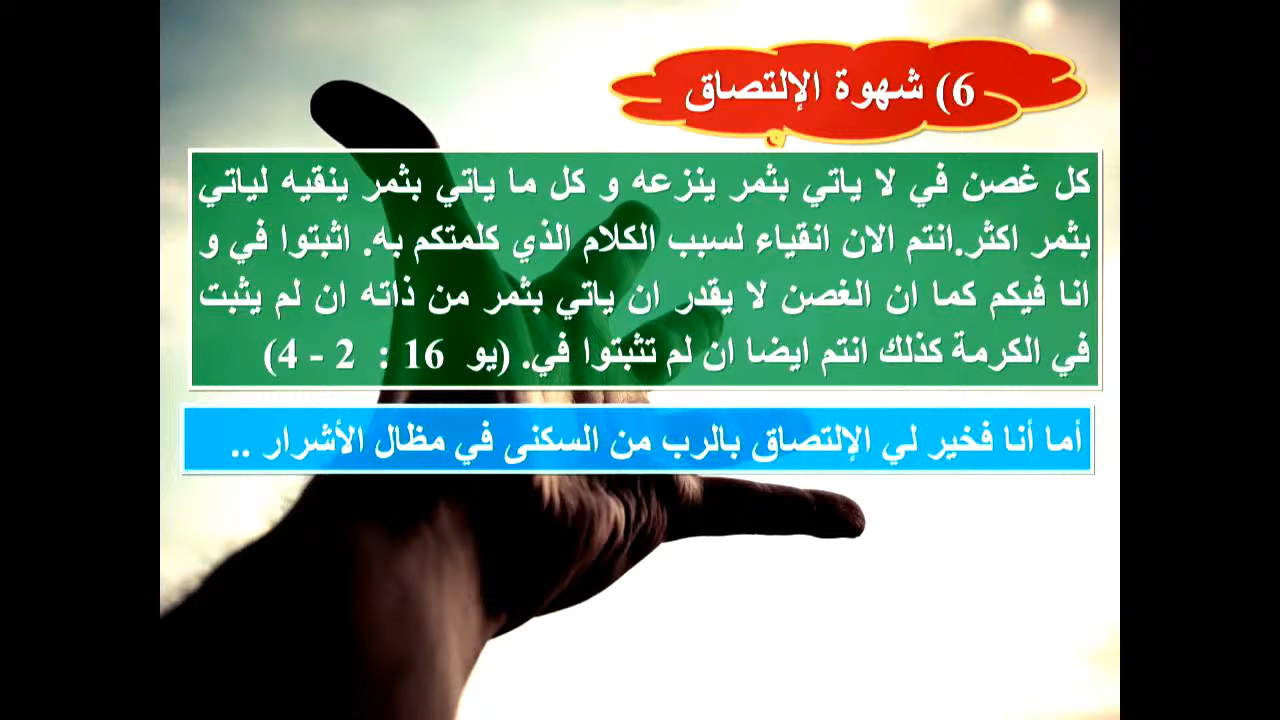 6) شهوة الإلتصاق
كل غصن في لا ياتي بثمر ينزعه و كل ما ياتي بثمر ينقيه لياتي
بثمر اكثر.انتم الان انقياء لسبب الكلام الذي كلمتكم به. اثبتوا في و
انا فيكم كما ان الغصن لا يقدر ان ياتي بثمر من ذاته ان لم يثبت
في الكرمة كذلك انتم ايضا ان لم تثبتوا في. (يو 16 : 2 - 4)
أما أنا فخير لي الإلتصاق بالرب من السكنى في مظال الأشرار ..